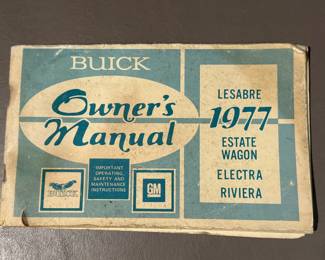 BUICK
Owner's
Manual
IMPORTANT
OPERATING,
SAFETY AND
MAINTENANCE
INSTRUCTIONS
BUICK
GM
LESABRE
1977
ESTATE
WAGON
ELECTRA
RIVIERA